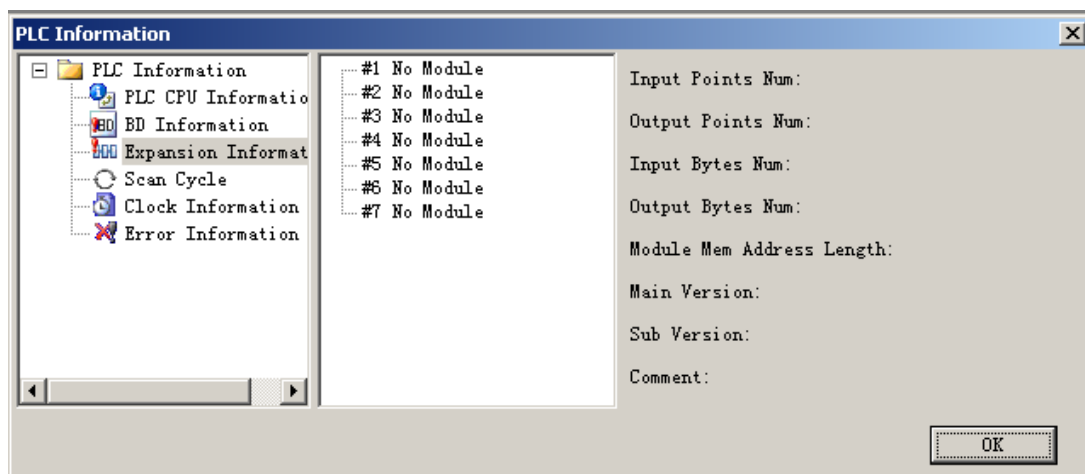 PLC Information
PLC Information
PLC CPU Informatio
BD Information
Expansion Informat
Scan Cycle
Clock Information
Error Information
#1 No Module
#2 No Module
#3 No Module
#4 No Module
#5 No Module
#6 No Module
#7 No Module
Input Points Num:
Output Points Num:
Input Bytes Num:
Output Bytes Num:
Module Mem Address Length:
Main Version:
Sub Version:
Comment:
OK